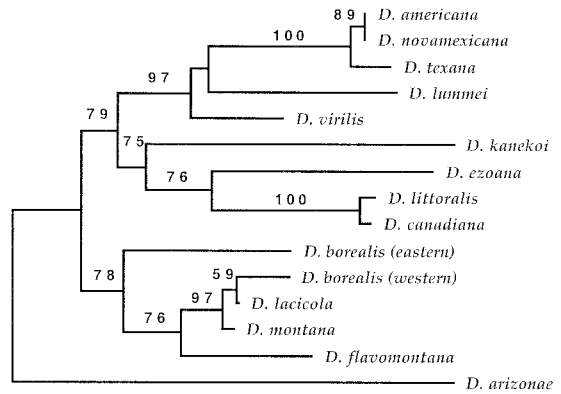 89 D. americana
D. novamexicana
100
D. texana
97
D. lummei
79
D. virilis
75
D. kanekoi
76
D. ezoana
100 D. littoralis
D. canadiana
D. borealis (eastern)
78
59 D. borealis (western)
97 D. lacicola
76 D. montana
D. flavomontana
D. arizonae